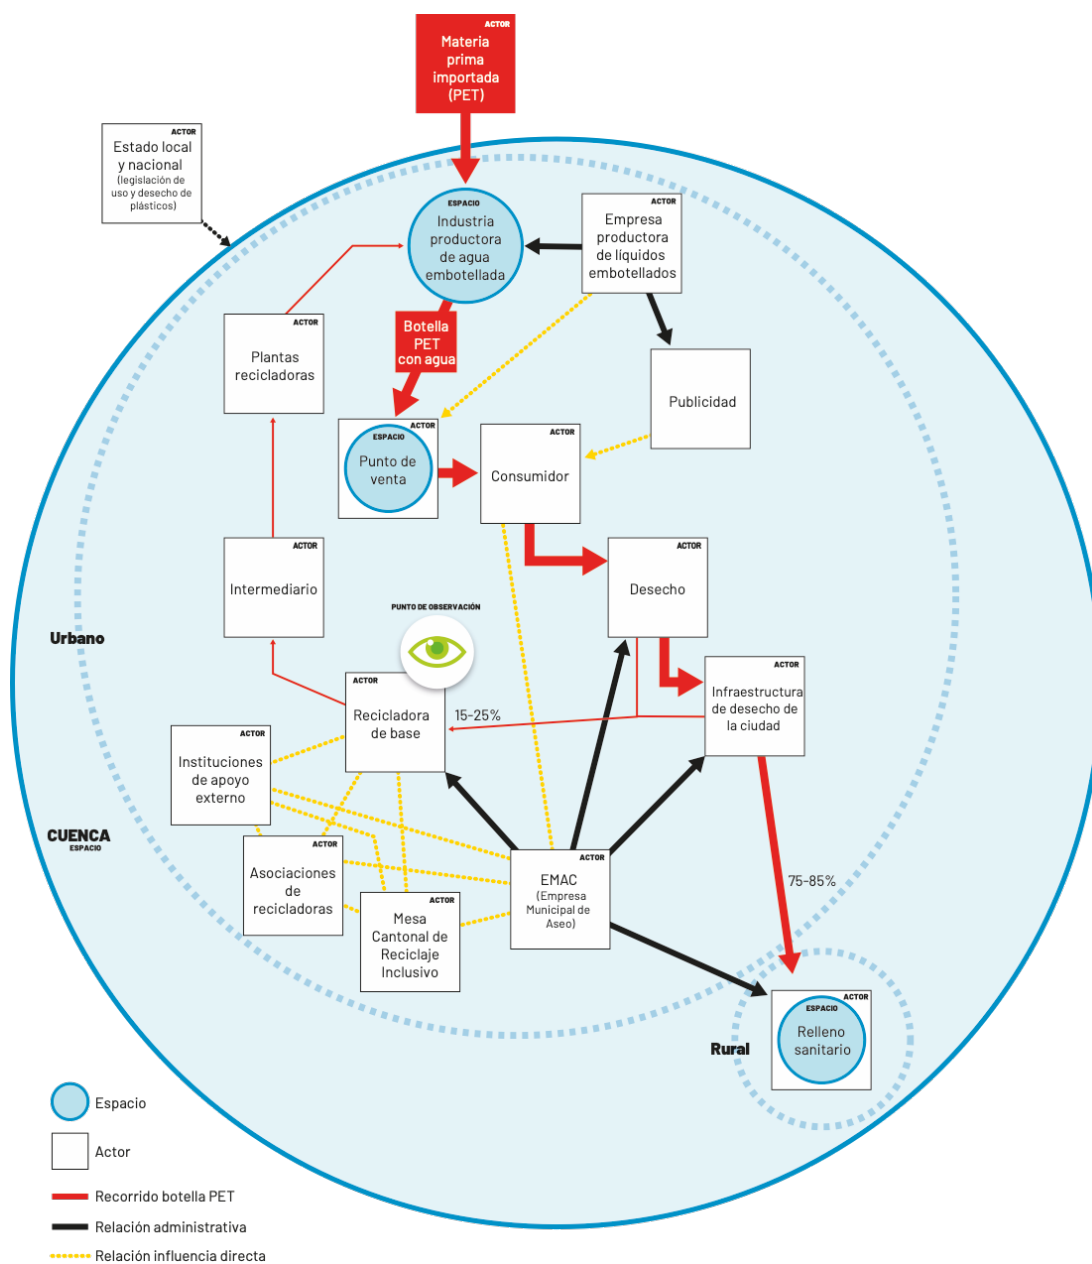 ACTOR
Materia
prima
importada
(PET)
ACTOR
Estado local
y nacional
(legislación de
uso y desecho de
plásticos)
ESPACIO
Industria
productora
de agua
embotellada
ACTOR
Empresa
productora
de líquidos
embotellados
Botella
PET
con agua
ACTOR
Plantas
recicladoras
Publicidad
ACTOR
ESPACIO
Punto de
venta
ACTOR
Consumidor
ACTOR
Intermediario
ACTOR
Desecho
PUNTO DE OBSERVACIÓN
Urbano
ACTOR
Recicladora
de base
15-25%
ACTOR
Infraestructura
de desecho de
la ciudad
ACTOR
Instituciones
de apoyo
externo
CUENCA
ESPACIO
ACTOR
Asociaciones
de
recicladoras
ACTOR
Mesa
Cantonal de
Reciclaje
Inclusivo
ACTOR
EMAC
(Empresa
Municipal de
Aseo)
75-85%
Rural
ACTOR
ESPACIO
Relleno
sanitario
Espacio
Actor
Recorrido botella PET
Relación administrativa
Relación influencia directa